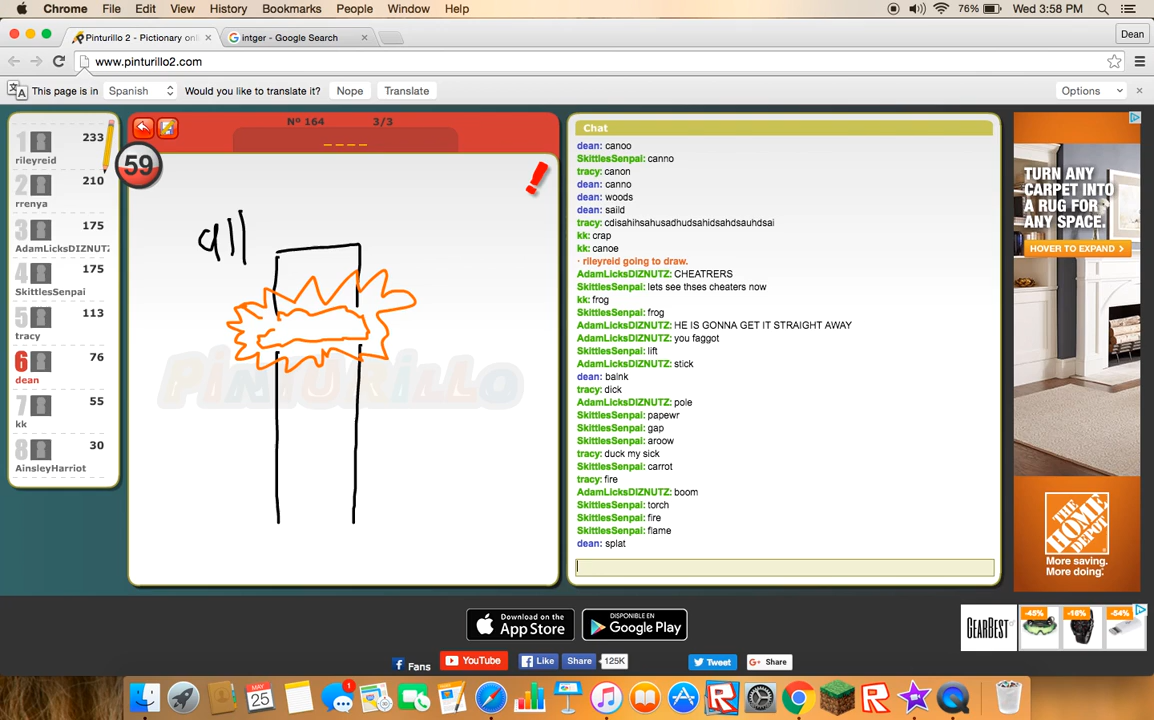 Chrome File Edit View History Bookmarks People Window Help 76% Wed 3:58 PM
Pinturillo 2 - Pictionary onl intger - Google Search Dean
www.pinturillo2.com
This page is in Spanish Would you like to translate it? Nope Translate Options
1 233
rileyreid
2 210
rrenya
3 175
AdamLicksDIZNUTZ
4 175
SkittlesSenpai
5 113
tracy
6 76
dean
7 55
kk
8 30
AinsleyHarriot
59
Nº 164 3/3
_ _ _ _
!
all
PINTURILLO
Chat
dean: canoo
SkittlesSenpai: canno
tracy: canon
dean: canno
dean: woods
dean: saild
tracy: cdisahihsahusadhudsahidsahdsauhdsai
kk: crap
kk: canoe
· rileyreid going to draw.
AdamLicksDIZNUTZ: CHEATRERS
SkittlesSenpai: lets see thses cheaters now
kk: frog
SkittlesSenpai: frog
AdamLicksDIZNUTZ: HE IS GONNA GET IT STRAIGHT AWAY
AdamLicksDIZNUTZ: you faggot
SkittlesSenpai: lift
AdamLicksDIZNUTZ: stick
dean: balnk
tracy: dick
AdamLicksDIZNUTZ: pole
SkittlesSenpai: papewr
SkittlesSenpai: gap
SkittlesSenpai: aroow
tracy: duck my sick
SkittlesSenpai: carrot
tracy: fire
AdamLicksDIZNUTZ: boom
SkittlesSenpai: torch
SkittlesSenpai: fire
SkittlesSenpai: flame
dean: splat
TURN ANY
CARPET INTO
A RUG FOR
ANY SPACE.
HOVER TO EXPAND
THE HOME DEPOT
More saving.
More doing.
Download on the
App Store
DISPONIBLE EN
Google Play
GEARBEST -45% -16% -54%
Fans YouTube Like Share 125K Tweet G+ Share
1
MAY
25